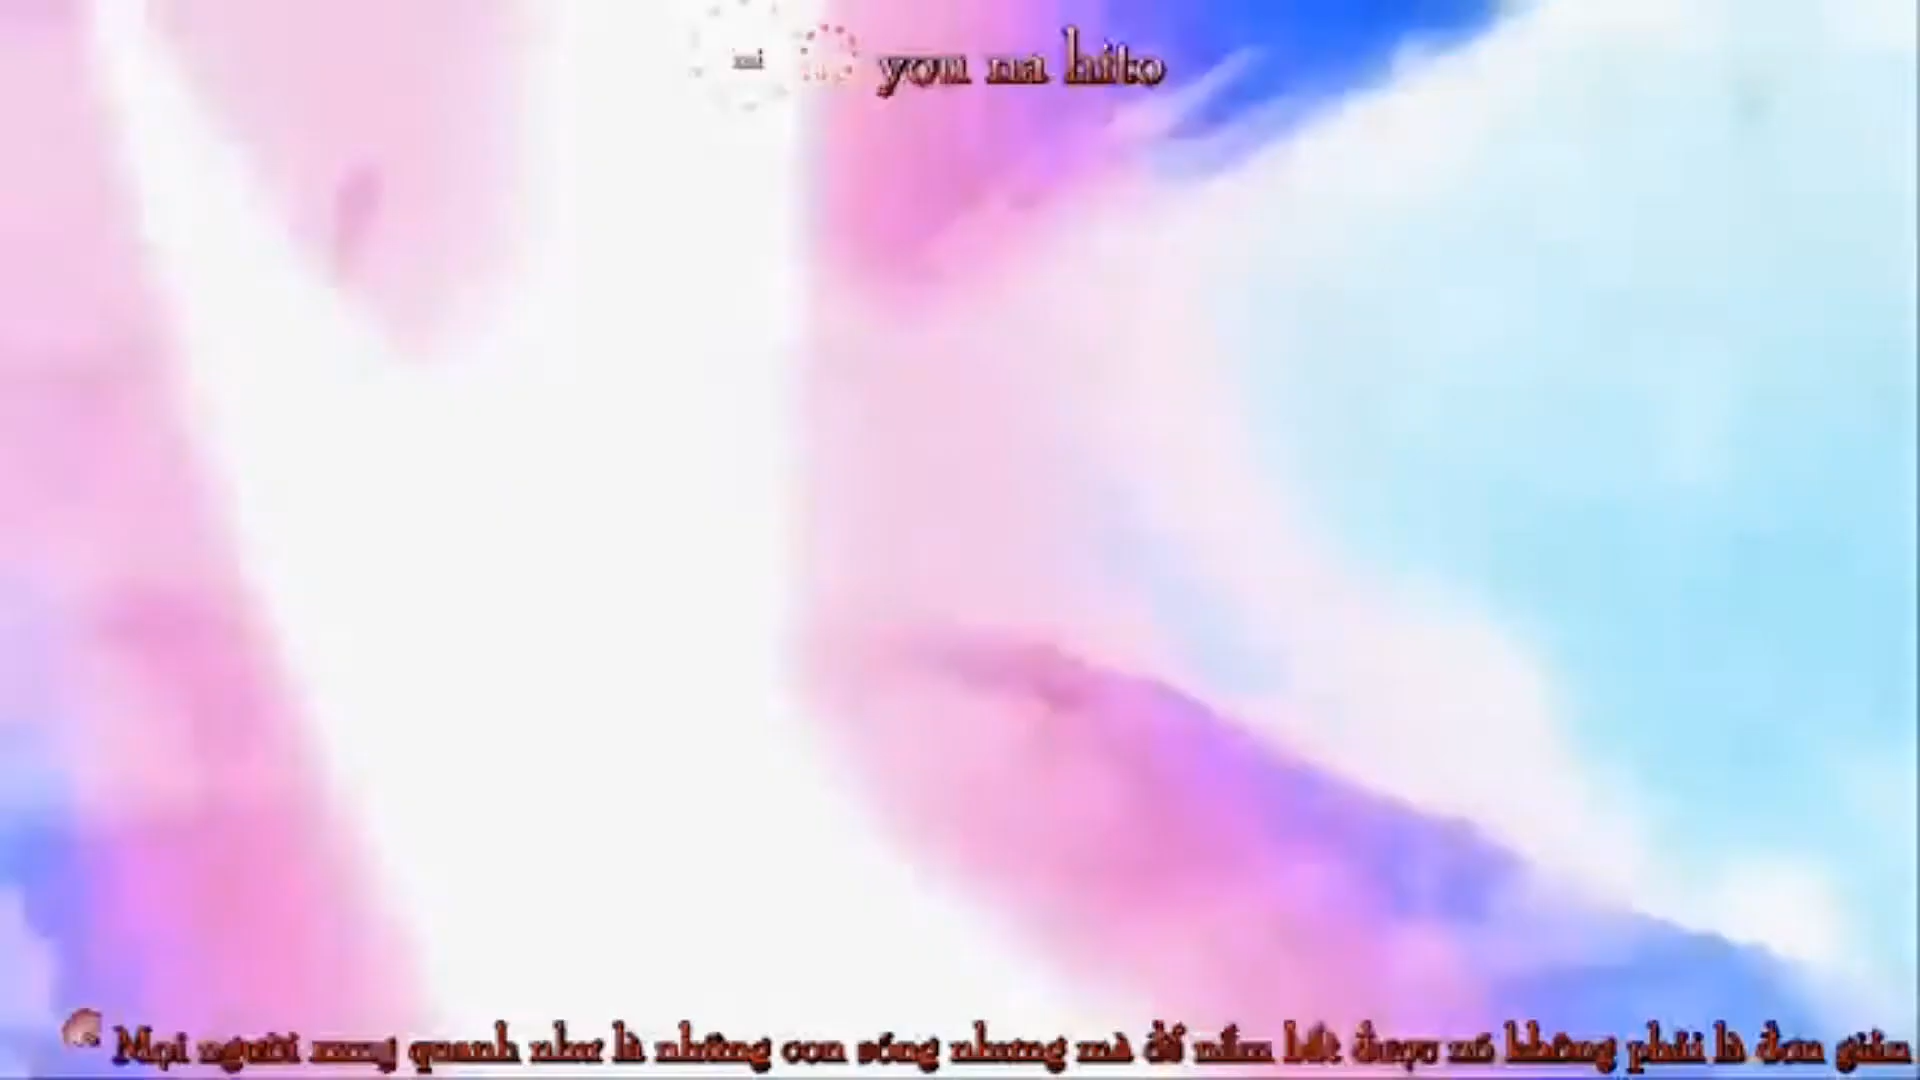 mi you na hito
Mọi người xung quanh như là những con sóng nhưng mà để nắm bắt được nó không phải là đơn giản